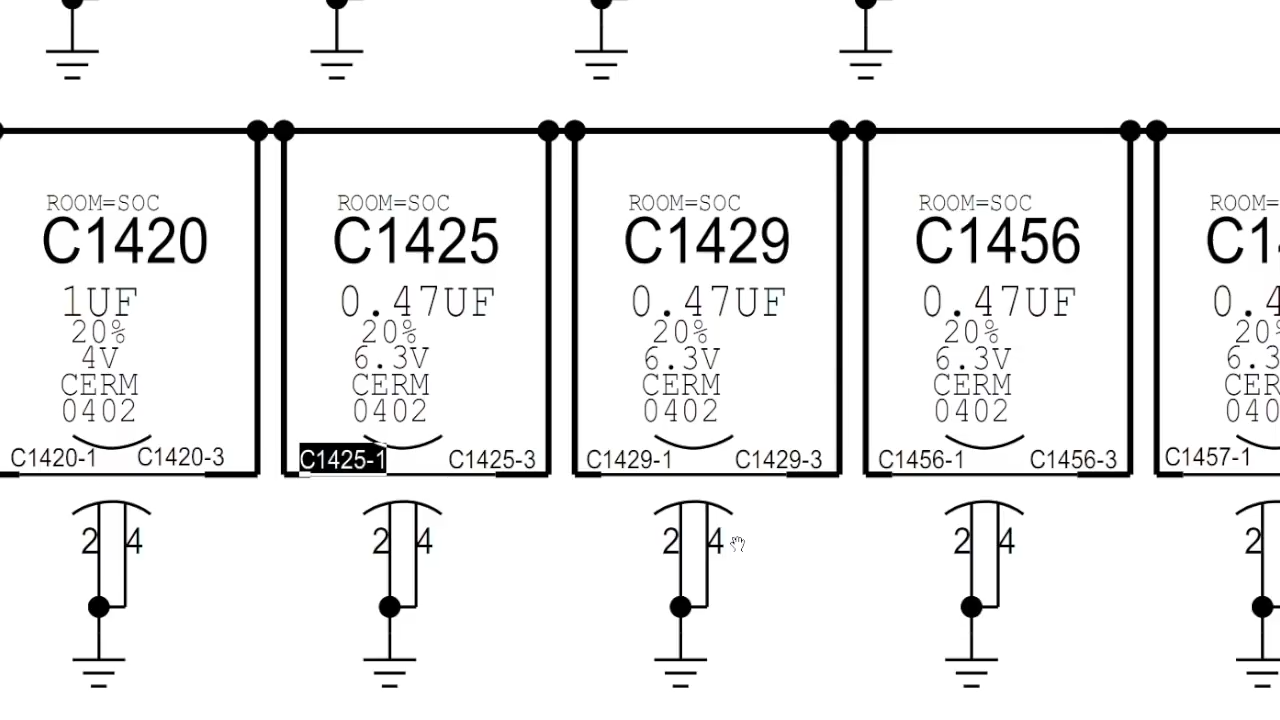 ROOM=SOC
C1420
1UF
20%
4V
CERM
0402
C1420-1 C1420-3
2 4
ROOM=SOC
C1425
0.47UF
20%
6.3V
CERM
0402
C1425-1 C1425-3
2 4
ROOM=SOC
C1429
0.47UF
20%
6.3V
CERM
0402
C1429-1 C1429-3
2 4
ROOM=SOC
C1456
0.47UF
20%
6.3V
CERM
0402
C1456-1 C1456-3
2 4
C1457-1
2